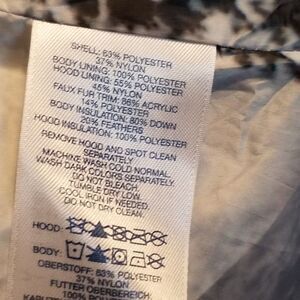 SHELL: 63% POLYESTER
37% NYLON
BODY LINING: 100% POLYESTER
HOOD LINING: 55% POLYESTER
45% NYLON
FAUX FUR TRIM: 86% ACRYLIC
14% POLYESTER
BODY INSULATION: 80% DOWN
20% FEATHERS
HOOD INSULATION: 100% POLYESTER
REMOVE HOOD AND SPOT CLEAN
SEPARATELY
MACHINE WASH COLD NORMAL
WASH DARK COLORS SEPARATELY
DO NOT BLEACH.
TUMBLE DRY LOW.
COOL IRON IF NEEDED.
DO NOT DRY CLEAN.
HOOD:
BODY:
OBERSTOFF: 63% POLYESTER
37% NYLON
FUTTER OBERBEREICH:
100% POLYESTER